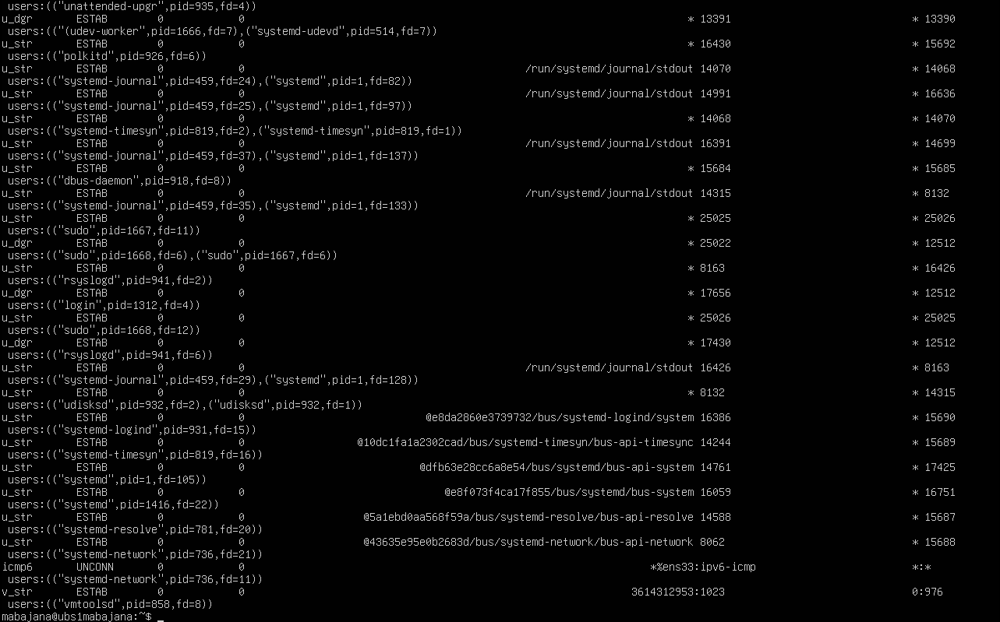 users:(("unattended-upgr",pid=935,fd=4))
u_dgr ESTAB 0 0 * 13391 * 13390
users:(("(udev-worker",pid=1666,fd=7),("systemd-udevd",pid=514,fd=7))
u_str ESTAB 0 0 * 16430 * 15692
users:(("polkitd",pid=926,fd=6))
u_str ESTAB 0 0 /run/systemd/journal/stdout 14070 * 14068
users:(("systemd-journal",pid=459,fd=24),("systemd",pid=1,fd=82))
u_str ESTAB 0 0 /run/systemd/journal/stdout 14991 * 16636
users:(("systemd-journal",pid=459,fd=25),("systemd",pid=1,fd=97))
u_str ESTAB 0 0 * 14068 * 14070
users:(("systemd-timesyn",pid=819,fd=2),("systemd-timesyn",pid=819,fd=1))
u_str ESTAB 0 0 /run/systemd/journal/stdout 16391 * 14699
users:(("systemd-journal",pid=459,fd=37),("systemd",pid=1,fd=137))
u_str ESTAB 0 0 * 15684 * 15685
users:(("dbus-daemon",pid=918,fd=8))
u_str ESTAB 0 0 /run/systemd/journal/stdout 14315 * 8132
users:(("systemd-journal",pid=459,fd=35),("systemd",pid=1,fd=133))
u_str ESTAB 0 0 * 25025 * 25026
users:(("sudo",pid=1667,fd=11))
u_dgr ESTAB 0 0 * 25022 * 12512
users:(("sudo",pid=1668,fd=6),("sudo",pid=1667,fd=6))
u_str ESTAB 0 0 * 8163 * 16426
users:(("rsyslogd",pid=941,fd=2))
u_dgr ESTAB 0 0 * 17656 * 12512
users:(("login",pid=1312,fd=4))
u_str ESTAB 0 0 * 25026 * 25025
users:(("sudo",pid=1668,fd=12))
u_dgr ESTAB 0 0 * 17430 * 12512
users:(("rsyslogd",pid=941,fd=6))
u_str ESTAB 0 0 /run/systemd/journal/stdout 16426 * 8163
users:(("systemd-journal",pid=459,fd=29),("systemd",pid=1,fd=128))
u_str ESTAB 0 0 * 8132 * 14315
users:(("udisksd",pid=932,fd=2),("udisksd",pid=932,fd=1))
u_str ESTAB 0 0 @e8da2860e3739732/bus/systemd-logind/system 16386 * 15690
users:(("systemd-logind",pid=931,fd=15))
u_str ESTAB 0 0 @10dc1fa1a2302cad/bus/systemd-timesyn/bus-api-timesync 14244 * 15689
users:(("systemd-timesyn",pid=819,fd=16))
u_str ESTAB 0 0 @dfb63e28cc6a8e54/bus/systemd/bus-api-system 14761 * 17425
users:(("systemd",pid=1,fd=105))
u_str ESTAB 0 0 @e8f073f4ca17f855/bus/systemd/bus-system 16059 * 16751
users:(("systemd",pid=1416,fd=22))
u_str ESTAB 0 0 @5a1ebd0aa568f59a/bus/systemd-resolve/bus-api-resolve 14588 * 15687
users:(("systemd-resolve",pid=781,fd=20))
u_str ESTAB 0 0 @43635e95e0b2683d/bus/systemd-network/bus-api-network 8062 * 15688
users:(("systemd-network",pid=736,fd=21))
icmp6 UNCONN 0 0 *%ens33:ipv6-icmp *:*
users:(("systemd-network",pid=736,fd=11))
v_str ESTAB 0 0 3614312953:1023 0:976
users:(("vmtoolsd",pid=858,fd=8))
mabajana@ubs1mabajana:~$ _